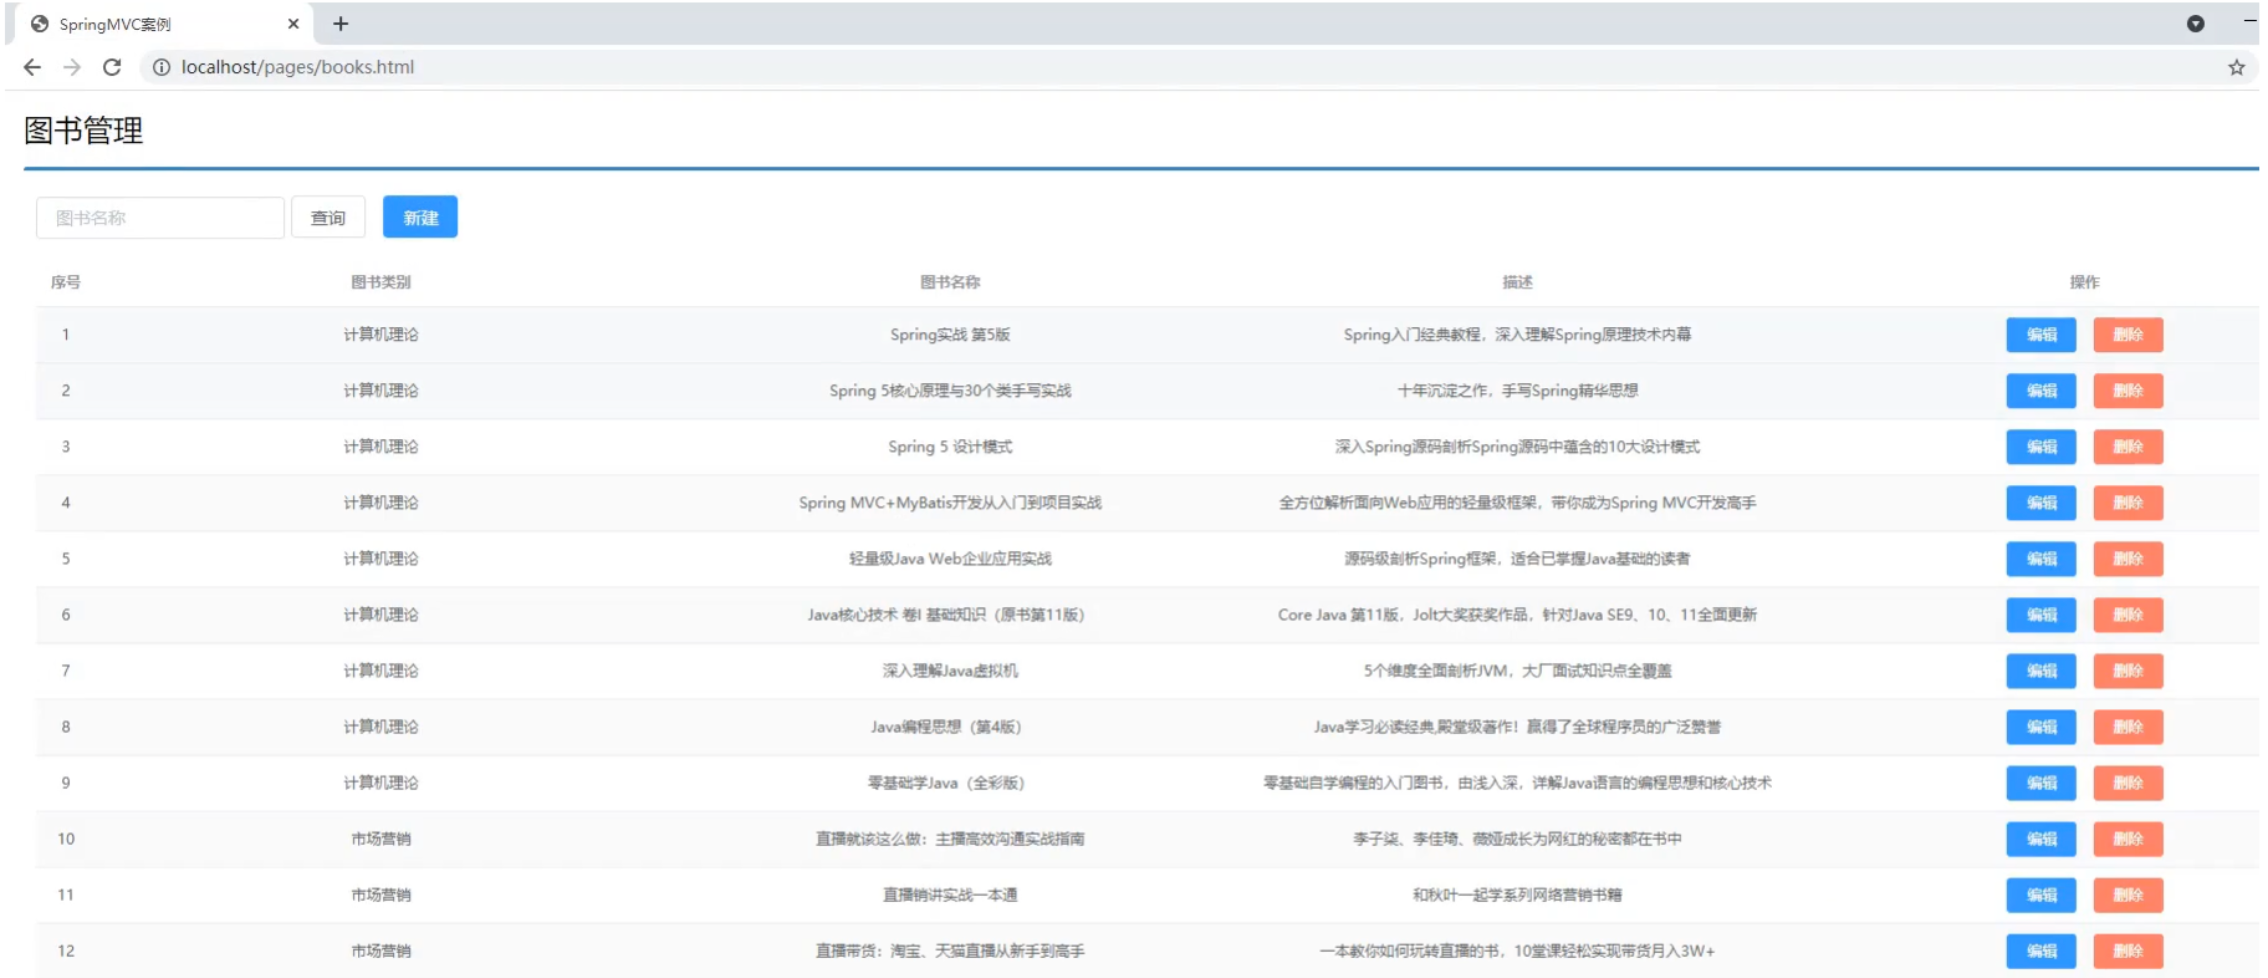 SpringMVC案例
localhost/pages/books.html
图书管理
图书名称 查询 新建
序号 图书类别 图书名称 描述 操作
1 计算机理论 Spring实战 第5版 Spring入门经典教程，深入理解Spring原理技术内幕 编辑 删除
2 计算机理论 Spring 5核心原理与30个类手写实战 十年沉淀之作，手写Spring精华思想 编辑 删除
3 计算机理论 Spring 5 设计模式 深入Spring源码剖析Spring源码中蕴含的10大设计模式 编辑 删除
4 计算机理论 Spring MVC+MyBatis开发从入门到项目实战 全方位解析面向Web应用的轻量级框架，带你成为Spring MVC开发高手 编辑 删除
5 计算机理论 轻量级Java Web企业应用实战 源码级剖析Spring框架，适合已掌握Java基础的读者 编辑 删除
6 计算机理论 Java核心技术 卷I 基础知识（原书第11版） Core Java 第11版，Jolt大奖获奖作品，针对Java SE9、10、11全面更新 编辑 删除
7 计算机理论 深入理解Java虚拟机 5个维度全面剖析JVM，大厂面试知识点全覆盖 编辑 删除
8 计算机理论 Java编程思想（第4版） Java学习必读经典,殿堂级著作！赢得了全球程序员的广泛赞誉 编辑 删除
9 计算机理论 零基础学Java（全彩版） 零基础自学编程的入门图书，由浅入深，详解Java语言的编程思想和核心技术 编辑 删除
10 市场营销 直播就该这么做：主播高效沟通实战指南 李子柒、李佳琦、薇娅成长为网红的秘密都在书中 编辑 删除
11 市场营销 直播销讲实战一本通 和秋叶一起学系列网络营销书籍 编辑 删除
12 市场营销 直播带货：淘宝、天猫直播从新手到高手 一本教你如何玩转直播的书，10堂课轻松实现带货月入3W+ 编辑 删除